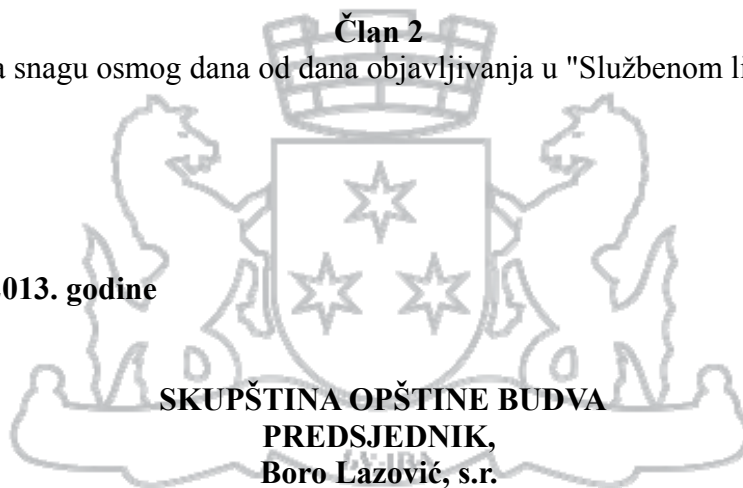 Član 2
a snagu osmog dana od dana objavljivanja u "Službenom li
013. godine
SKUPŠTINA OPŠTINE BUDVA
PREDSJEDNIK,
Boro Lazović, s.r.